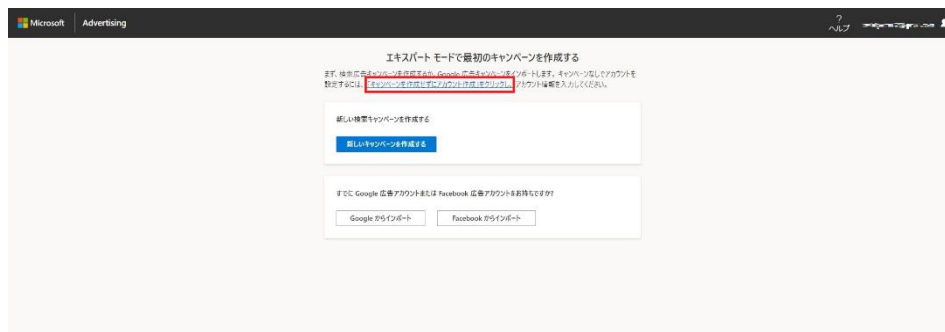 Microsoft Advertising
?
ヘルプ
エキスパート モードで最初のキャンペーンを作成する
まず、検索広告キャンペーンを作成するか、Google 広告キャンペーンをインポートします。キャンペーンなしでアカウントを
設定するには、「キャンペーンを作成せずにアカウント作成」をクリックし、アカウント情報を入力してください。
新しい検索キャンペーンを作成する
新しいキャンペーンを作成する
すでに Google 広告アカウントまたは Facebook 広告アカウントをお持ちですか?
Google からインポート Facebook からインポート